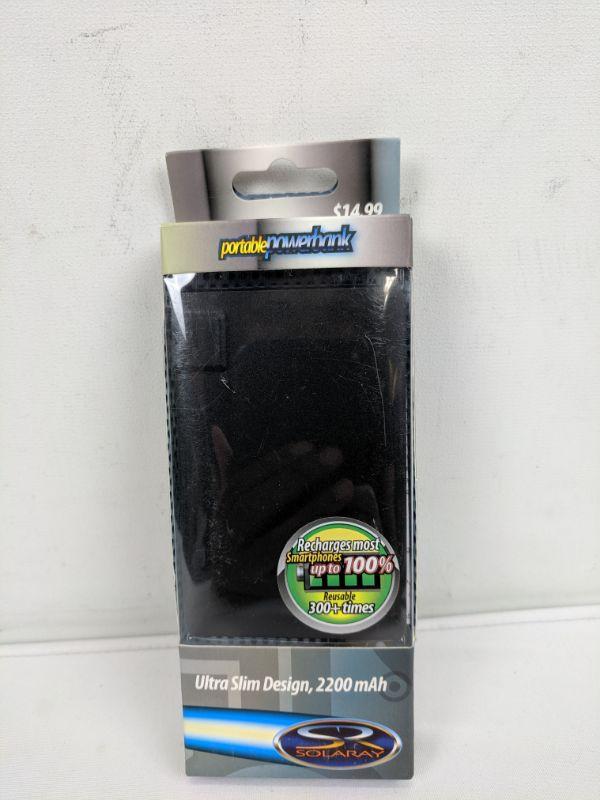 $14.99
portablepowerbank
Recharges most
Smartphones
up to 100%
Reusable
300+ times
Ultra Slim Design, 2200 mAh
SOLARAY